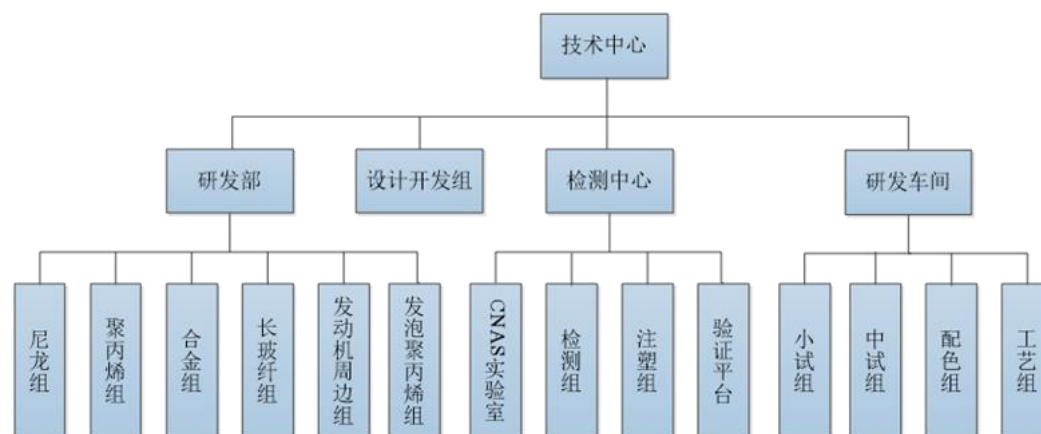 技术中心
研发部
设计开发组
检测中心
研发车间
尼龙组
聚丙烯组
合金组
长玻纤组
发动机周边组
发泡聚丙烯组
CNAS实验室
检测组
注塑组
验证平台
小试组
中试组
配色组
工艺组